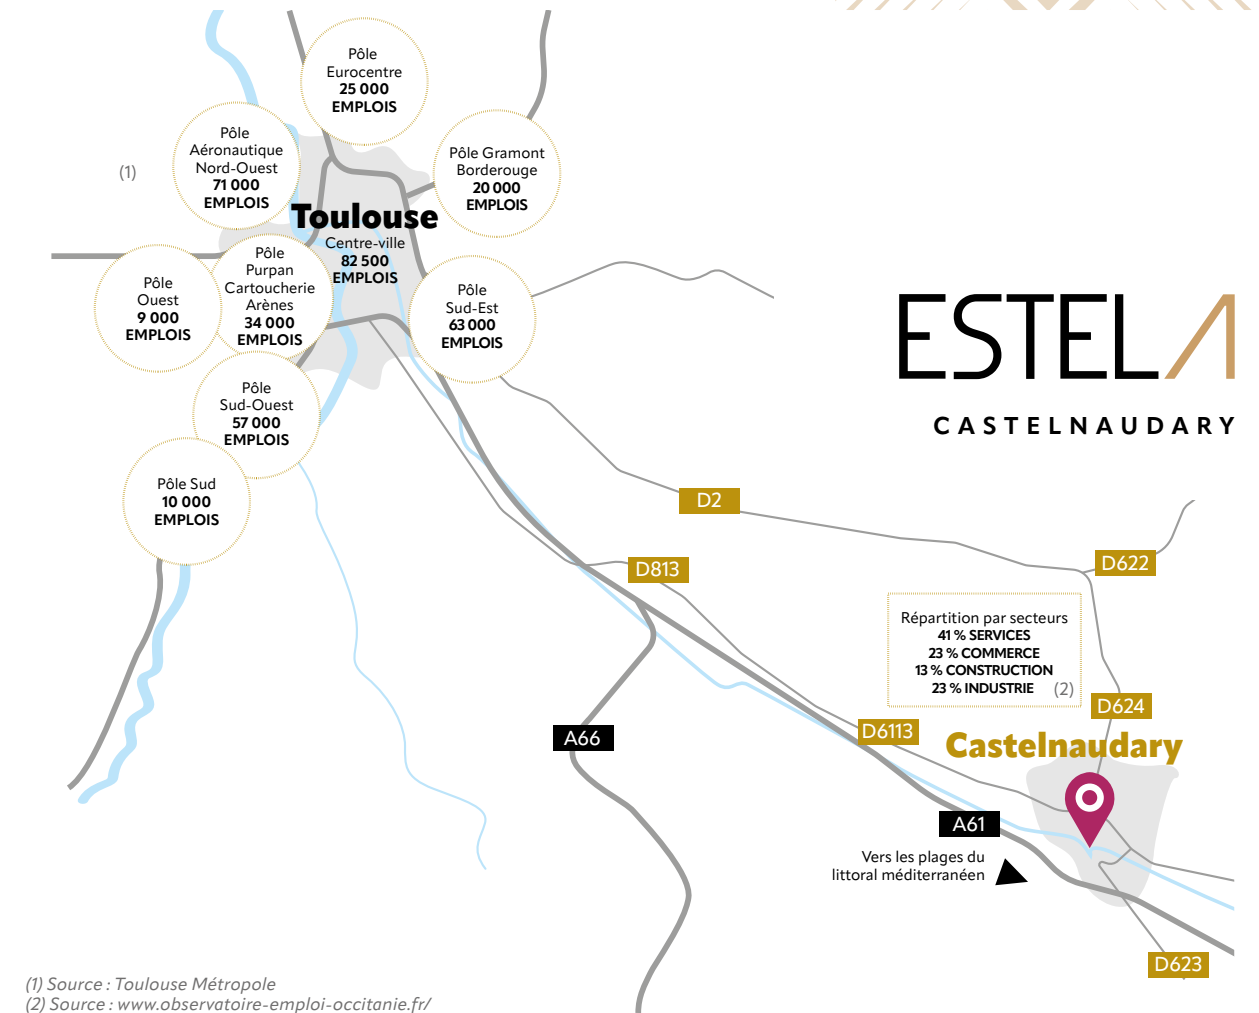 Pôle
Eurocentre
25 000
EMPLOIS
Pôle
Aéronautique
Nord-Ouest
71 000
EMPLOIS
(1)
Pôle Gramont
Borderouge
20 000
EMPLOIS
Toulouse
Centre-ville
82 500
EMPLOIS
Pôle
Ouest
9 000
EMPLOIS
Pôle
Purpan
Cartoucherie
Arènes
34 000
EMPLOIS
Pôle
Sud-Est
63 000
EMPLOIS
Pôle
Sud-Ouest
57 000
EMPLOIS
Pôle Sud
10 000
EMPLOIS
ESTELA
CASTELNAUDARY
D2
D813
D622
Répartition par secteurs
41 % SERVICES
23 % COMMERCE
13 % CONSTRUCTION
23 % INDUSTRIE (2)
D624
D6113
A66
Castelnaudary
A61
Vers les plages du
littoral méditerranéen
D623
(1) Source : Toulouse Métropole
(2) Source : www.observatoire-emploi-occitanie.fr/